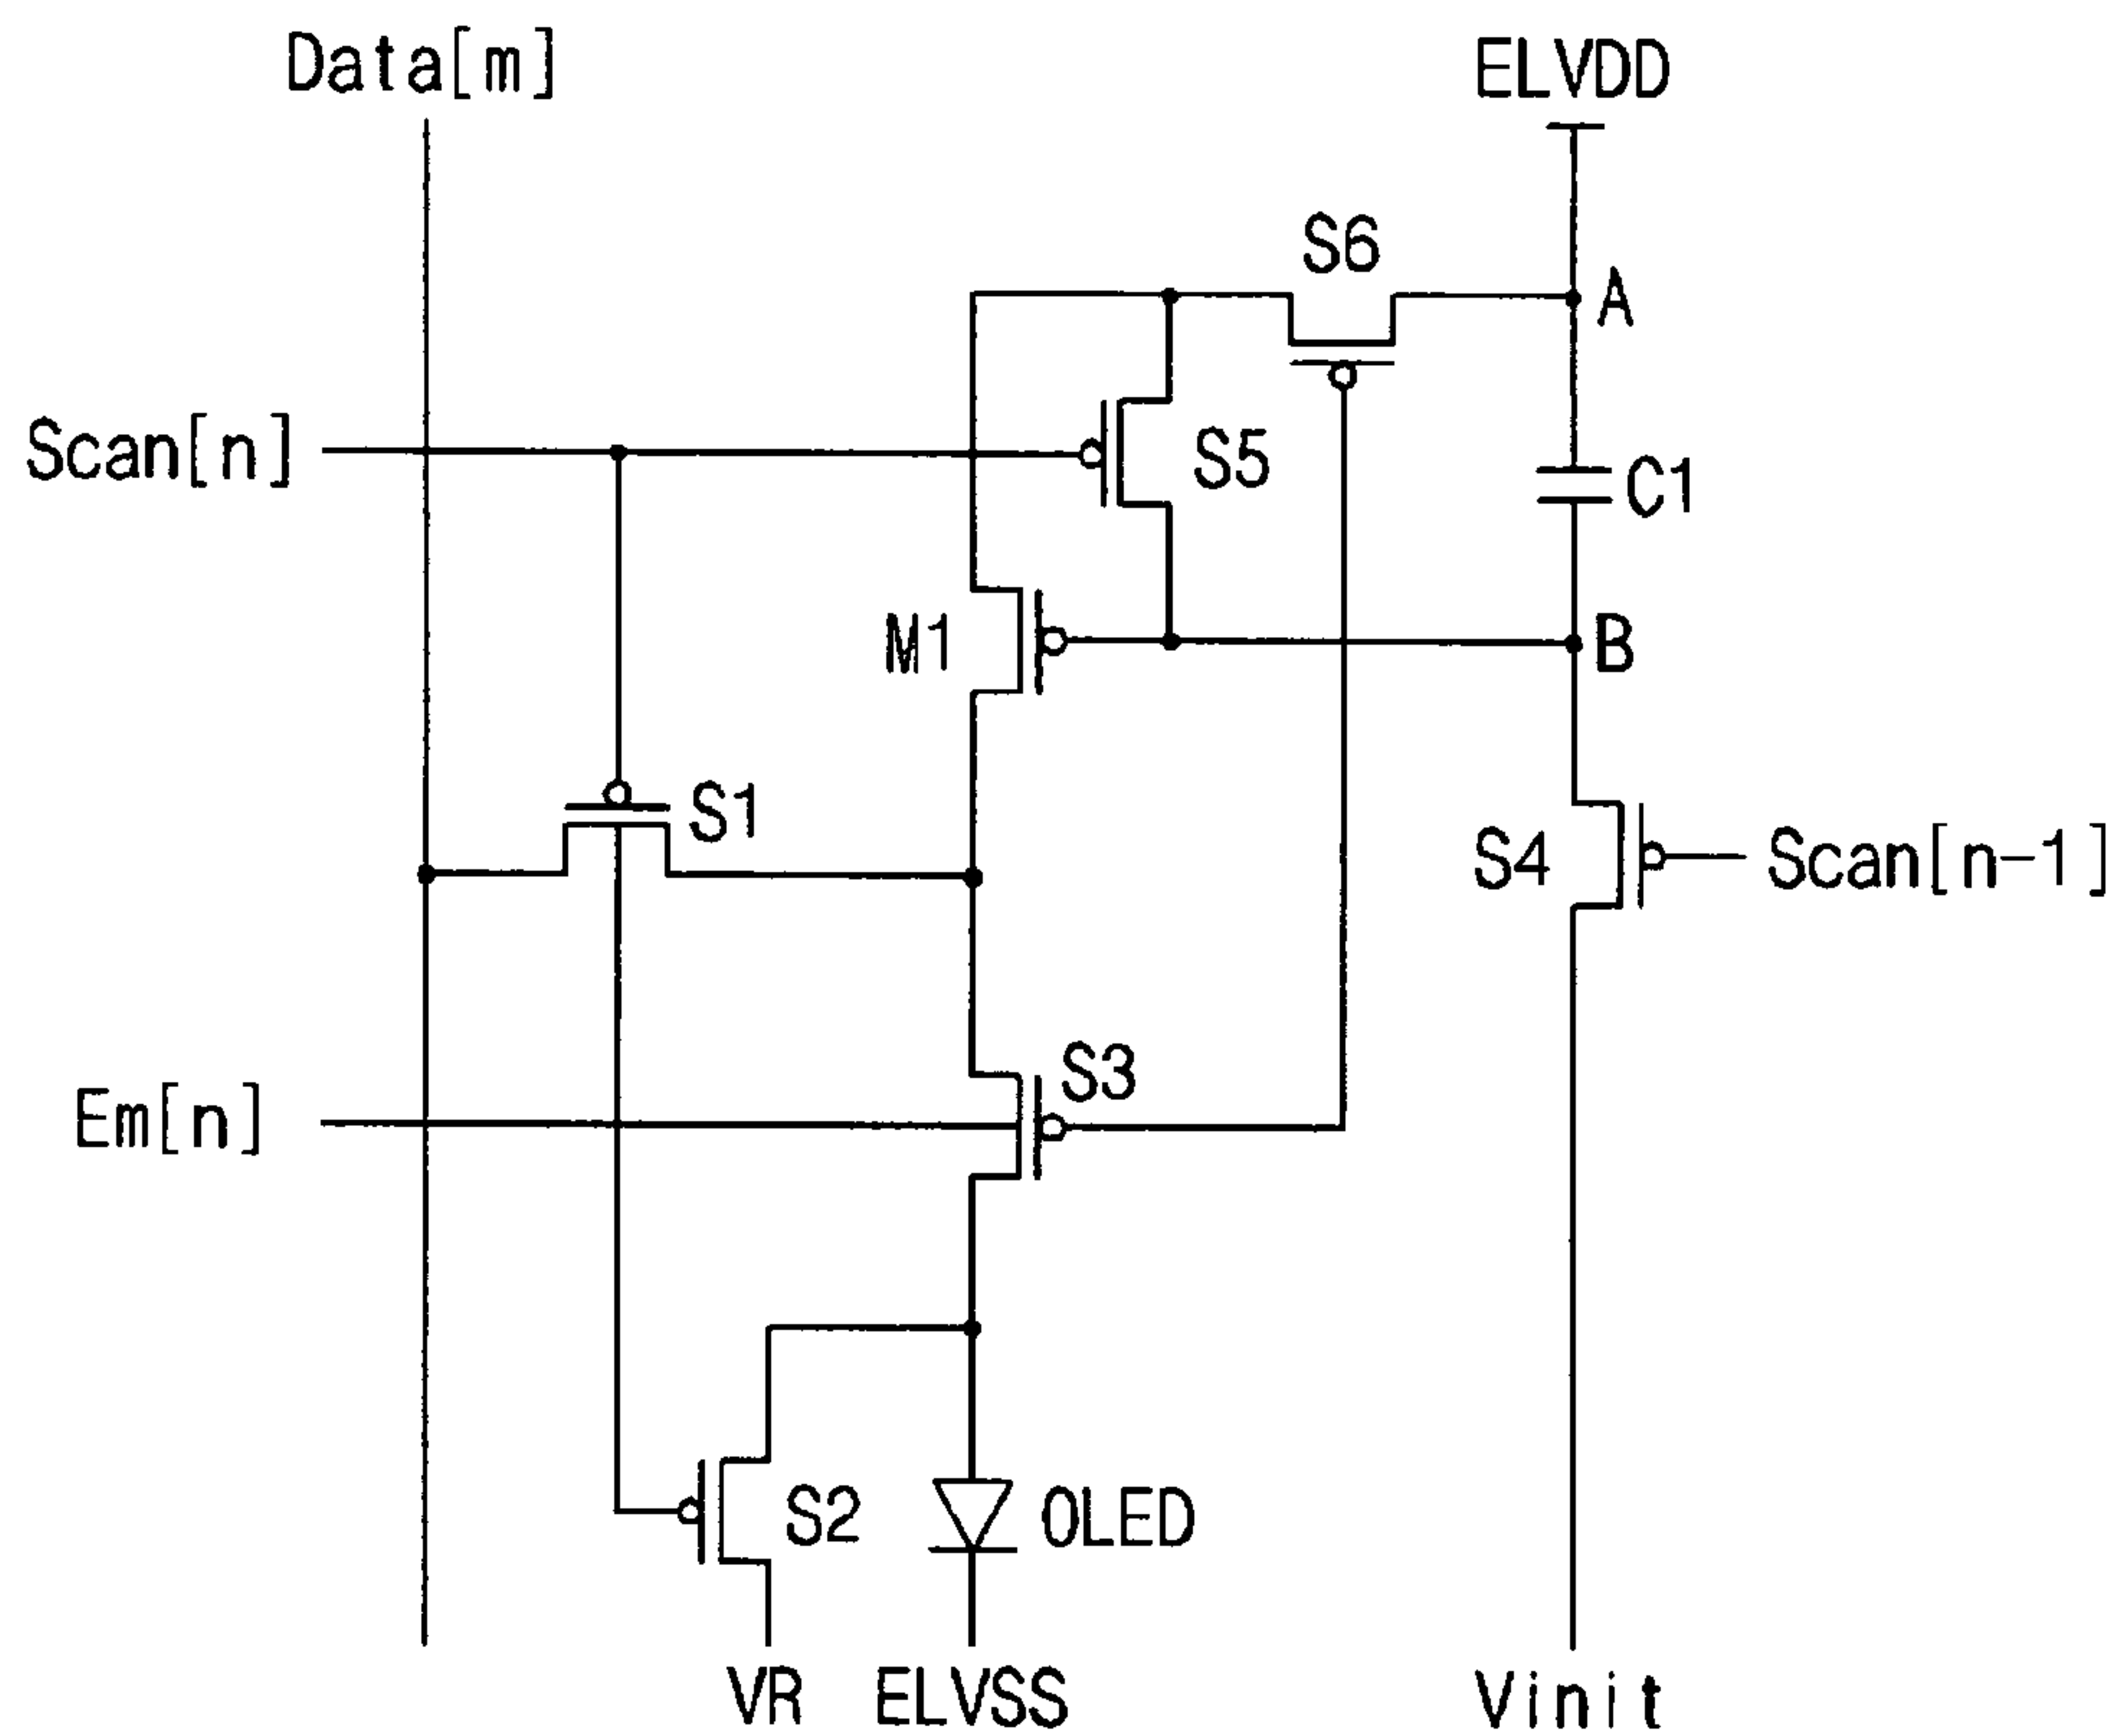 Data[m]
ELVDD
S6
A
Scan[n]
S5
C1
M1
B
S1
S4
Scan[n-1]
S3
Em[n]
S2
OLED
VR
ELVSS
Vinit